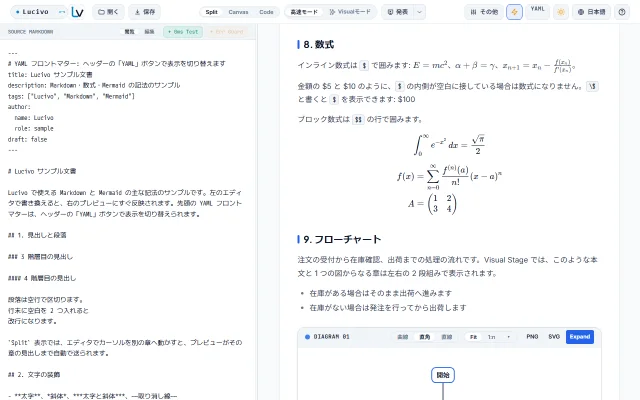 Lucivo
開く
保存
Split
Canvas
Code
高速モード
Visualモード
発表
その他
YAML
日本語
SOURCE MARKDOWN
閲覧
編集
---
# YAML フロントマター: ヘッダーの「YAML」ボタンで表示を切り替えます
title: Lucivo サンプル文書
description: Markdown・数式・Mermaid の記法のサンプル
tags: ["Lucivo", "Markdown", "Mermaid"]
author:
name: Lucivo
role: sample
draft: false
---
# Lucivo サンプル文書
Lucivo で使える Markdown と Mermaid の主な記法のサンプルです。左のエディ
タで書き換えると、右のプレビューにすぐ反映されます。先頭の YAML フロント
マターは、ヘッダーの「YAML」ボタンで表示を切り替えられます。
## 1. 見出しと段落
### 3 階層目の見出し
#### 4 階層目の見出し
段落は空行で区切ります。
行末に空白を 2 つ入れると
改行になります。
`Split` 表示では、エディタでカーソルを別の章へ動かすと、プレビューがその
章の見出しまで自動で送られます。
## 2. 文字の装飾
- **太字**、*斜体*、***太字と斜体***、~~取り消し線~~
8. 数式
インライン数式は $ で囲みます: E = mc²、α + β = γ、xₙ₊₁ = xₙ − f(xₙ)/f′(xₙ)。
金額の $5 と $10 のように、$ の内側が空白に接している場合は数式になりません。\$
と書くと $ を表示できます: $100
ブロック数式は $$ の行で囲みます。
∫₀^∞ e^{−x²} dx = √π/2
f(x) = ∑_{n=0}^∞ f⁽ⁿ⁾(a)/n! (x − a)ⁿ
A = (1 2
3 4)
9. フローチャート
注文の受付から在庫確認、出荷までの処理の流れです。Visual Stage では、このような本
文と 1 つの図からなる章は左右の 2 段組みで表示されます。
• 在庫がある場合はそのまま出荷へ進みます
• 在庫がない場合は発注を行ってから出荷します
DIAGRAM 01
曲線
直角
直線
Fit
1:1
PNG
SVG
Expand
開始